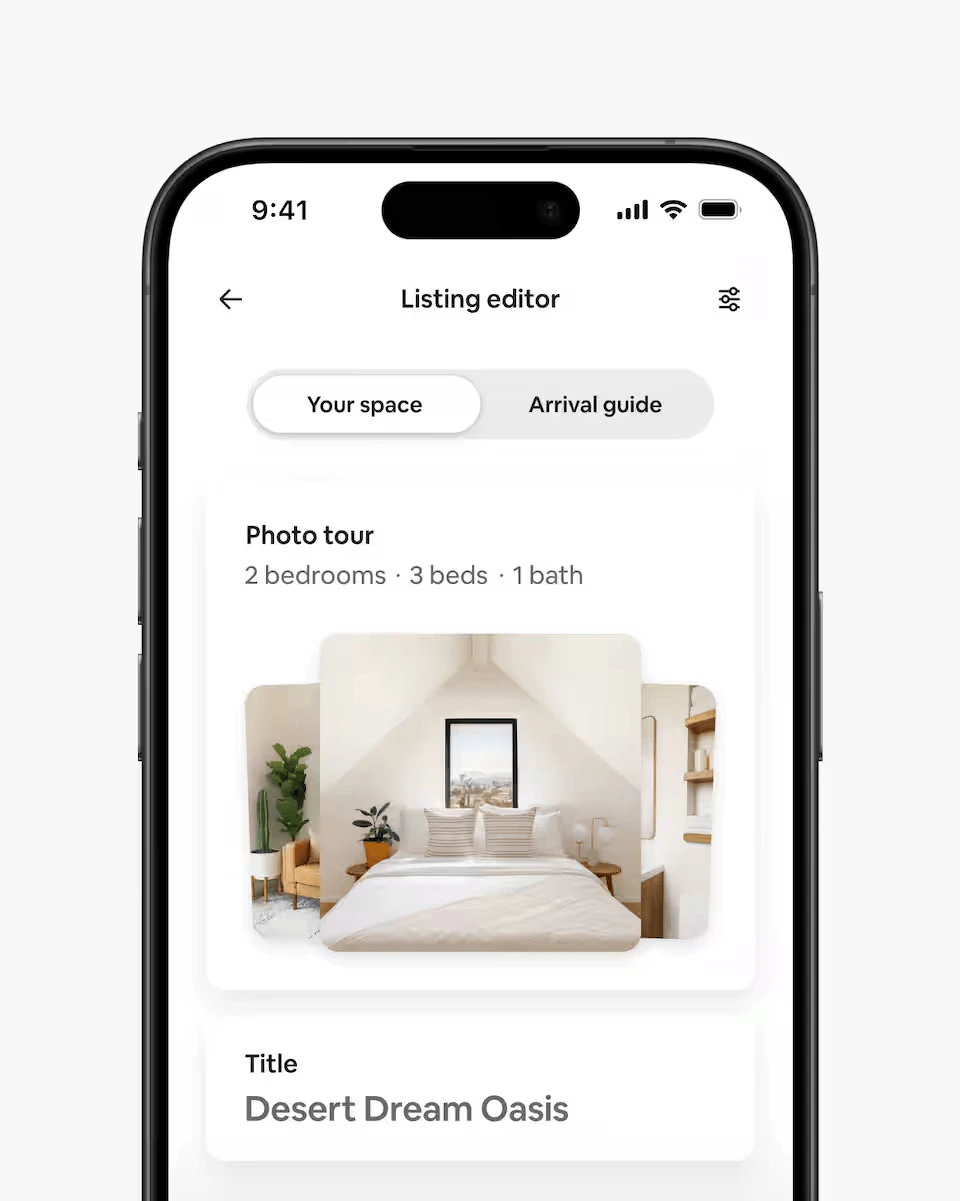 9:41
Listing editor
Your space
Arrival guide
Photo tour
2 bedrooms · 3 beds · 1 bath
Title
Desert Dream Oasis